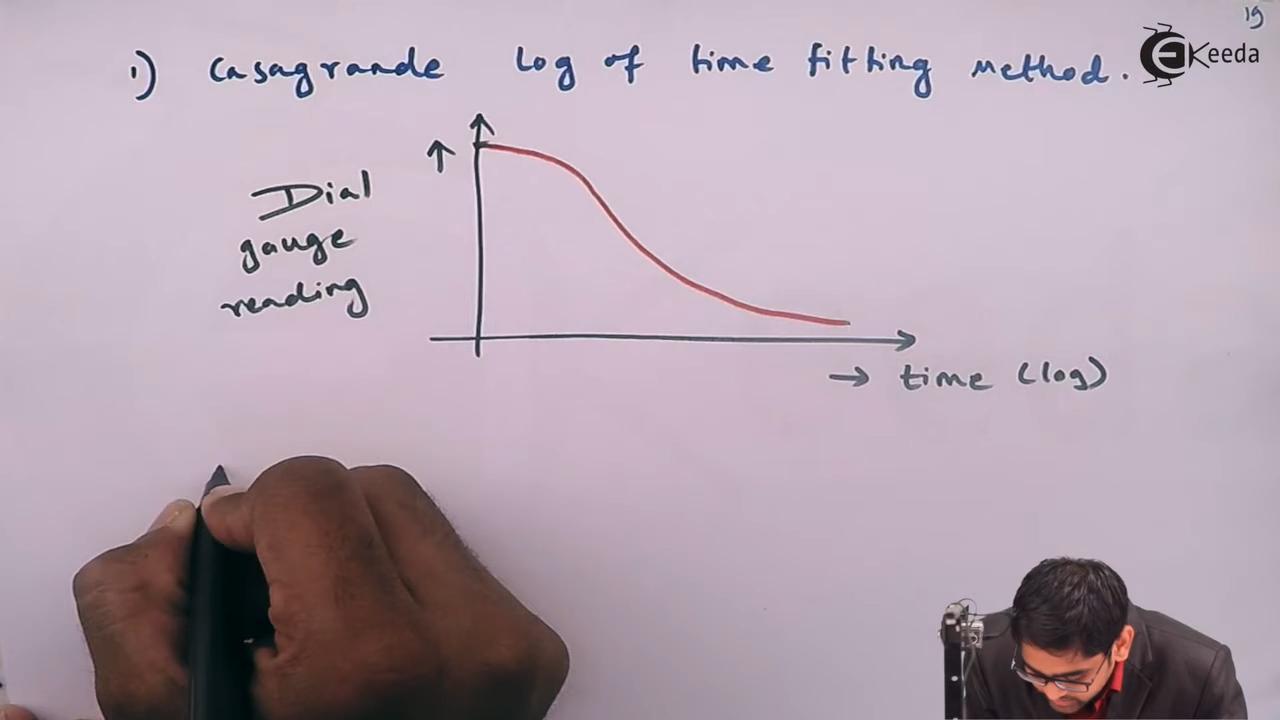 19
1) Casagrande log of time fitting method.
EKeeda
↑
Dial
gauge
reading
→ time (log)